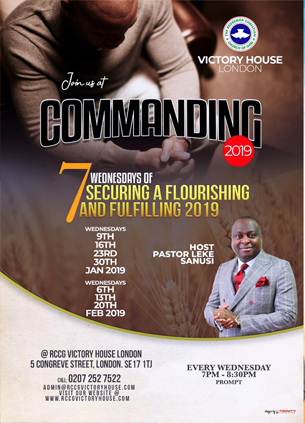 VICTORY HOUSE
LONDON
Join us at
COMMANDING
2019
7 WEDNESDAYS OF
SECURING A FLOURISHING
AND FULFILLING 2019
WEDNESDAYS
9TH
16TH
23RD
30TH
JAN 2019
WEDNESDAYS
6TH
13TH
20TH
FEB 2019
HOST
PASTOR LEKE
SANUSI
@ RCCG VICTORY HOUSE LONDON
5 CONGREVE STREET, LONDON. SE17 1TJ
CALL: 0207 252 7522
ADMIN@RCCGVICTORYHOUSE.COM
VISIT OUR WEBSITE @
WWW.RCCGVICTORYHOUSE.COM
EVERY WEDNESDAY
7PM - 8:30PM
PROMPT